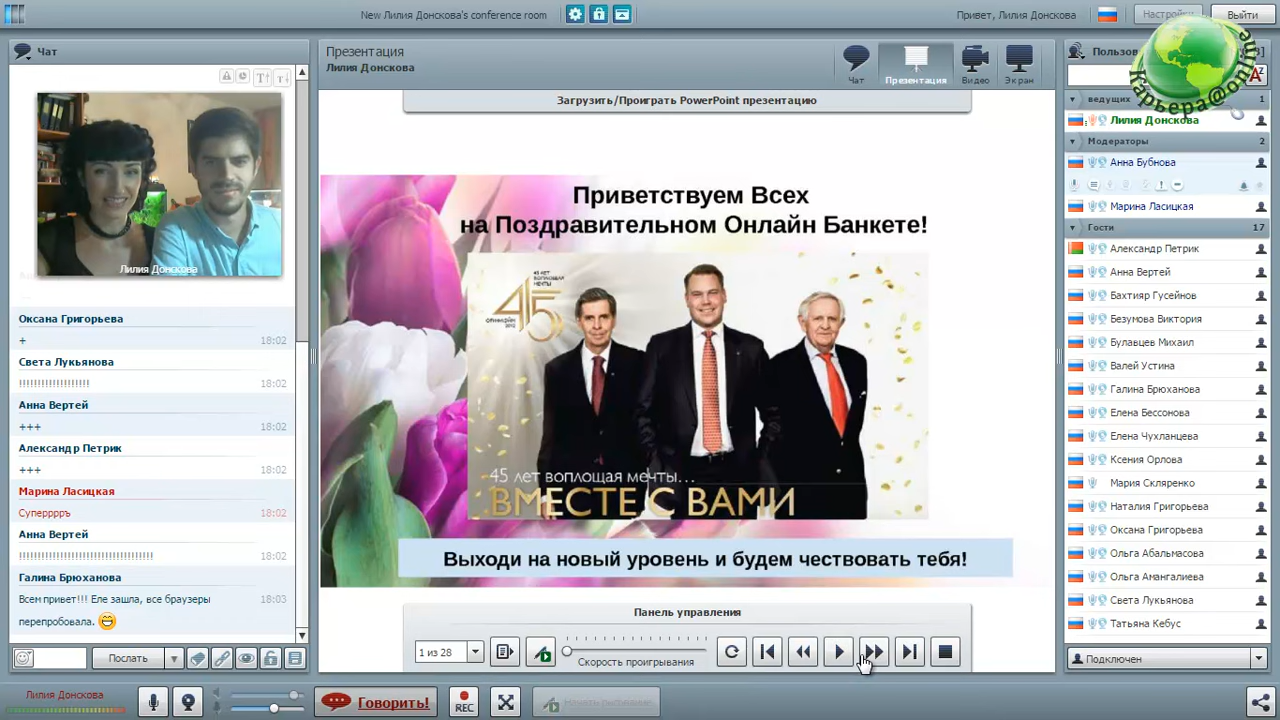 New Лилия Донскова's conference room
Привет, Лилия Донскова
Настройки
Выйти
Чат
Лилия Донскова
Оксана Григорьева
+
18:02
Света Лукьянова
!!!!!!!!!!!!!!!!!!!
18:02
Анна Вертей
+++
18:02
Александр Петрик
+++
18:02
Марина Ласицкая
Суперррръ
18:02
Анна Вертей
!!!!!!!!!!!!!!!!!!!!!!!!!!!!!!!!!!!!
18:02
Галина Брюханова
Всем привет!!! Еле зашла, все браузеры
18:03
перепробовала.
Послать
Презентация
Лилия Донскова
Чат
Презентация
Видео
Экран
Загрузить/Проиграть PowerPoint презентацию
Приветствуем Всех
на Поздравительном Онлайн Банкете!
45
45 лет воплощая мечты...
ВМЕСТЕ С ВАМИ
Выходи на новый уровень и будем чествовать тебя!
Панель управления
1 из 28
Скорость проигрывания
карьера@online
ведущих
1
Лилия Донскова
Модераторы
2
Анна Бубнова
Марина Ласицкая
Гости
17
Александр Петрик
Анна Вертей
Бахтияр Гусейнов
Безумова Виктория
Булавцев Михаил
Валей Устина
Галина Брюханова
Елена Бессонова
Елена Чухланцева
Ксения Орлова
Мария Скляренко
Наталия Григорьева
Оксана Григорьева
Ольга Абальмасова
Ольга Амангалиева
Света Лукьянова
Татьяна Кебус
Подключен
Лилия Донскова
Говорить!
REC